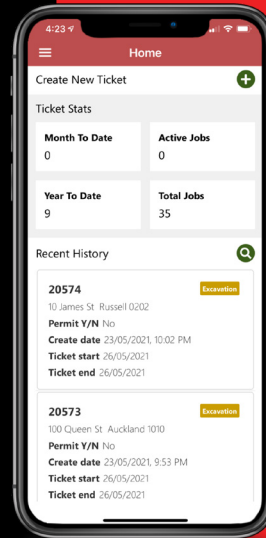 4:23
Home
Create New Ticket
Ticket Stats
Month To Date
0
Active Jobs
0
Year To Date
9
Total Jobs
35
Recent History
20574
Excavation
10 James St Russell 0202
Permit Y/N No
Create date 23/05/2021, 10:02 PM
Ticket start 26/05/2021
Ticket end 26/05/2021
20573
Excavation
100 Queen St Auckland 1010
Permit Y/N No
Create date 23/05/2021, 9:53 PM
Ticket start 26/05/2021
Ticket end 26/05/2021